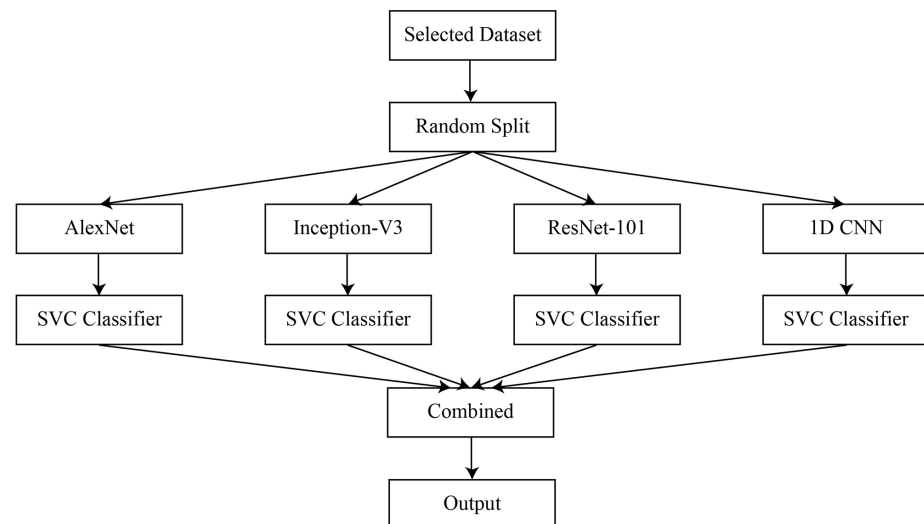 Selected Dataset
Random Split
AlexNet
Inception-V3
ResNet-101
1D CNN
SVC Classifier
SVC Classifier
SVC Classifier
SVC Classifier
Combined
Output